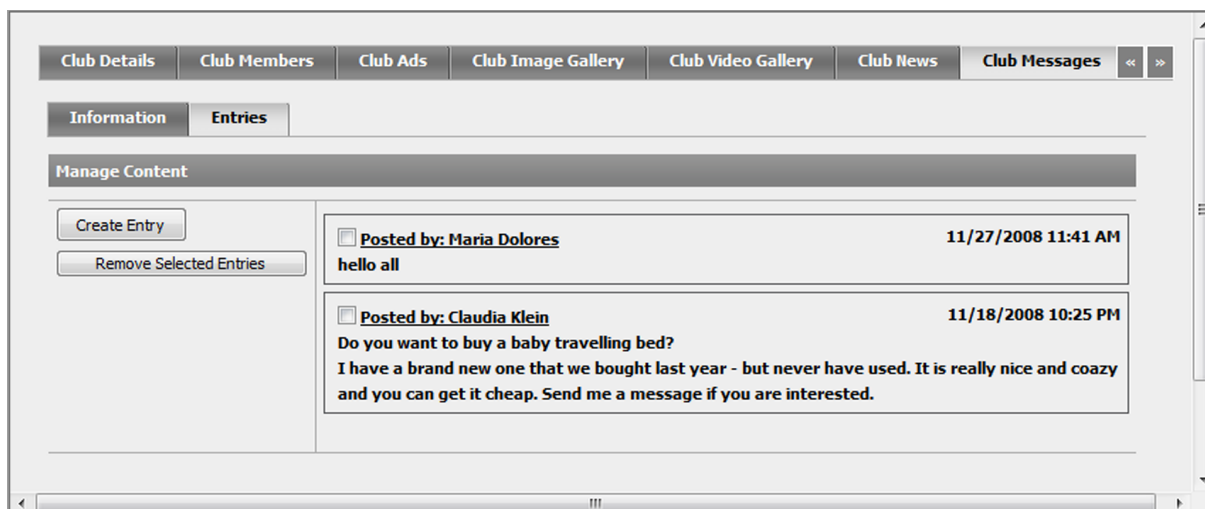 Club Details Club Members Club Ads Club Image Gallery Club Video Gallery Club News Club Messages « »
Information Entries
Manage Content
Create Entry
Remove Selected Entries
Posted by: Maria Dolores 11/27/2008 11:41 AM
hello all
Posted by: Claudia Klein 11/18/2008 10:25 PM
Do you want to buy a baby travelling bed?
I have a brand new one that we bought last year - but never have used. It is really nice and coazy
and you can get it cheap. Send me a message if you are interested.